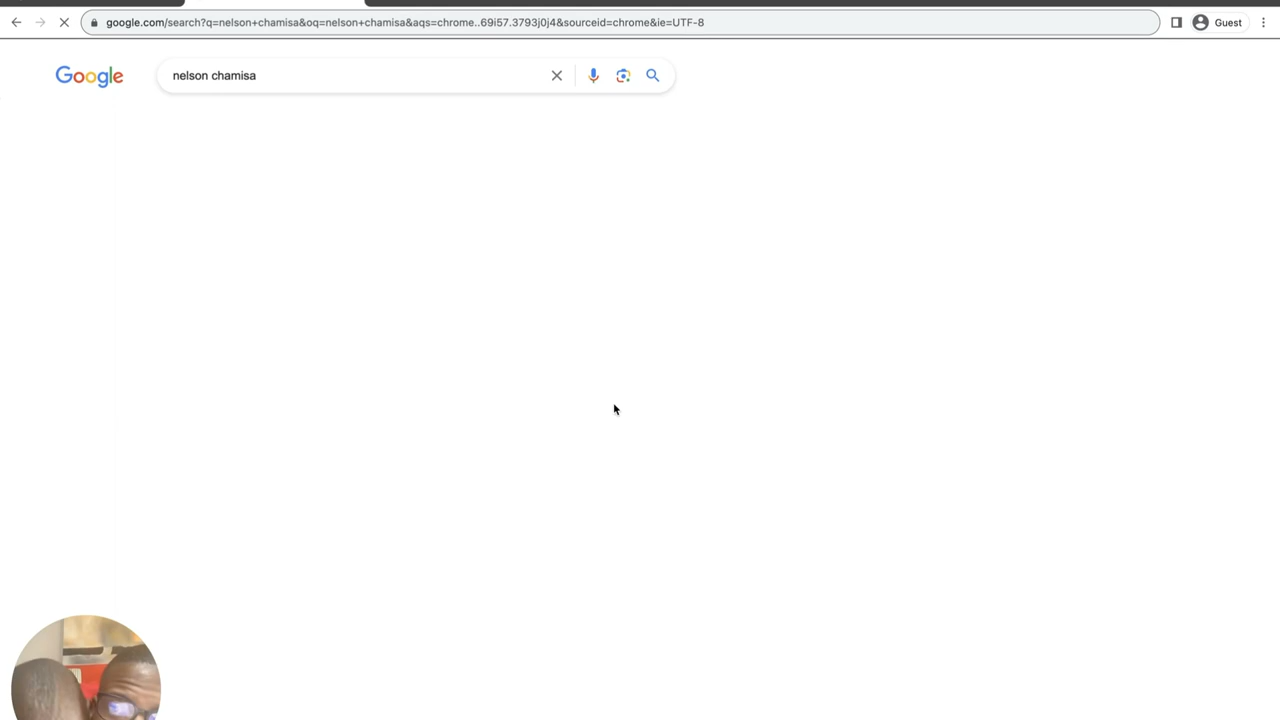 google.com/search?q=nelson+chamisa&oq=nelson+chamisa&aqs=chrome..69i57.3793j0j4&sourceid=chrome&ie=UTF-8
Guest
Google
nelson chamisa